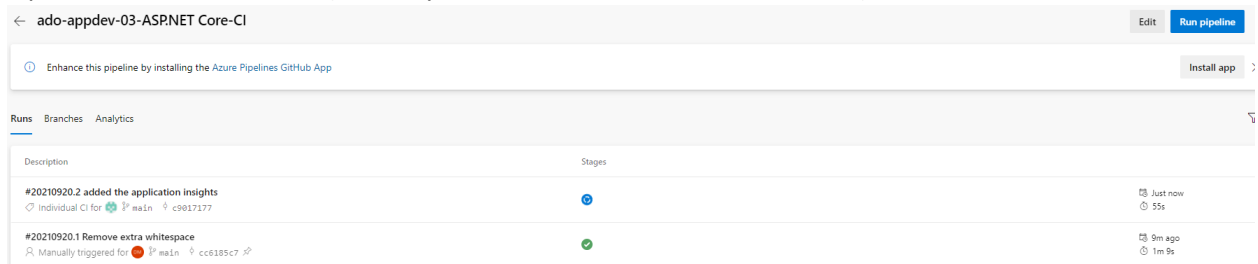 ado-appdev-03-ASP.NET Core-CI
Edit
Run pipeline
Enhance this pipeline by installing the Azure Pipelines GitHub App
Install app
Runs Branches Analytics
Description Stages
#20210920.2 added the application insights
Just now
Individual CI for main c9017177
55s
#20210920.1 Remove extra whitespace
9m ago
Manually triggered for main cc6185c7
1m 9s